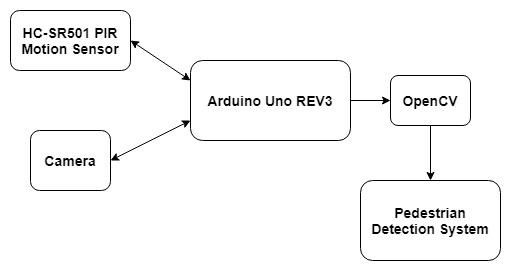 HC-SR501 PIR
Motion Sensor
Arduino Uno REV3
OpenCV
Camera
Pedestrian
Detection System